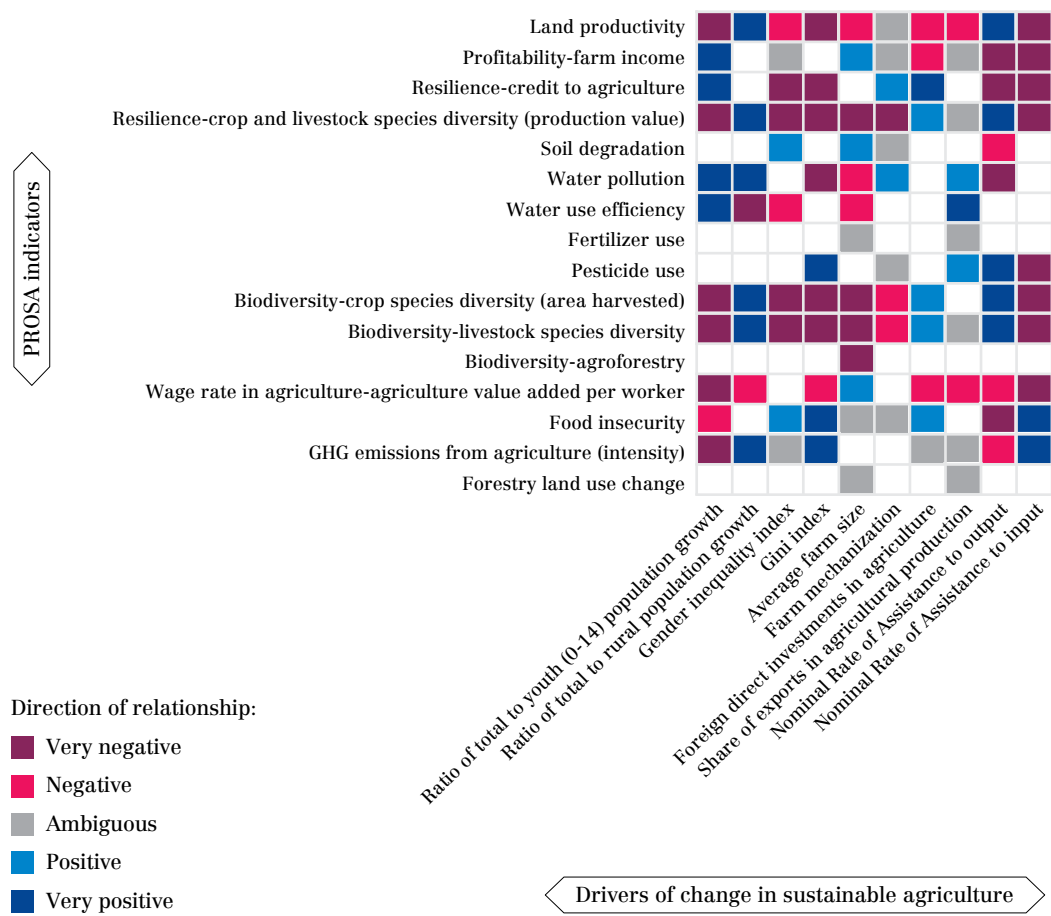 Land productivity
Profitability-farm income
Resilience-credit to agriculture
Resilience-crop and livestock species diversity (production value)
Soil degradation
Water pollution
Water use efficiency
Fertilizer use
Pesticide use
Biodiversity-crop species diversity (area harvested)
Biodiversity-livestock species diversity
Biodiversity-agroforestry
Wage rate in agriculture-agriculture value added per worker
Food insecurity
GHG emissions from agriculture (intensity)
Forestry land use change
PROSA indicators
Ratio of total to youth (0-14) population growth
Ratio of total to rural population growth
Gender inequality index
Gini index
Average farm size
Farm mechanization
Foreign direct investments in agriculture
Share of exports in agricultural production
Nominal Rate of Assistance to output
Nominal Rate of Assistance to input
Direction of relationship:
Very negative
Negative
Ambiguous
Positive
Very positive
Drivers of change in sustainable agriculture